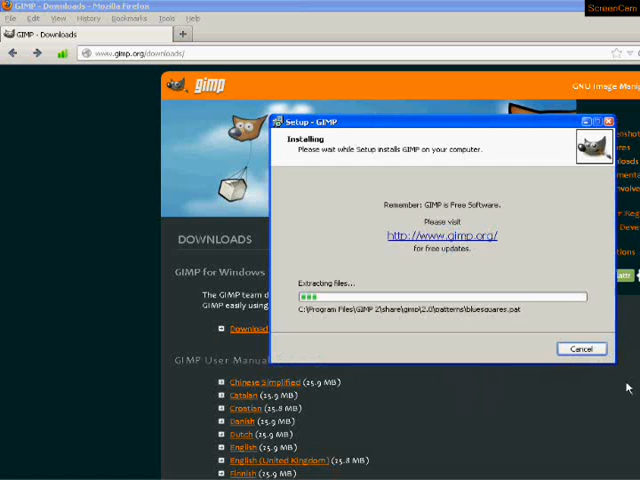 ScreenCam
GIMP - Downloads - Mozilla Firefox
File Edit View History Bookmarks Tools Help
GIMP - Downloads
www.gimp.org/downloads/
gimp
GNU Image
Setup - GIMP
Installing
Please wait while Setup installs GIMP on your computer.
Remember: GIMP is Free Software.
Please visit
http://www.gimp.org/
for free updates.
Extracting files...
C:\Program Files\GIMP 2\share\gimp\2.0\patterns\bluesquares.pat
Cancel
DOWNLOADS
GIMP for Windows
The GIMP team
GIMP easily using
Download
GIMP User Manual
Chinese Simplified (25.9 MB)
Catalan (25.9 MB)
Croatian (25.8 MB)
Danish (25.9 MB)
Dutch (25.9 MB)
English (25.9 MB)
English (United Kingdom) (25.8 MB)
Finnish (25.9 MB)